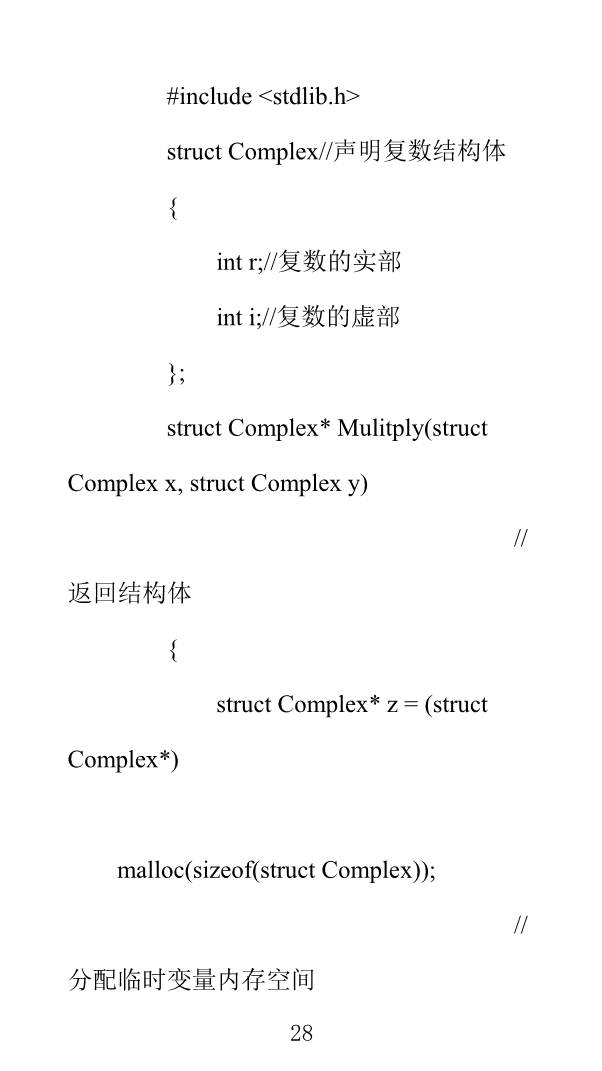 #include <stdlib.h>
struct Complex//声明复数结构体
{
int r;//复数的实部
int i;//复数的虚部
};
struct Complex* Mulitply(struct
Complex x, struct Complex y)
//
返回结构体
{
struct Complex* z = (struct
Complex*)
malloc(sizeof(struct Complex));
//
分配临时变量内存空间
28